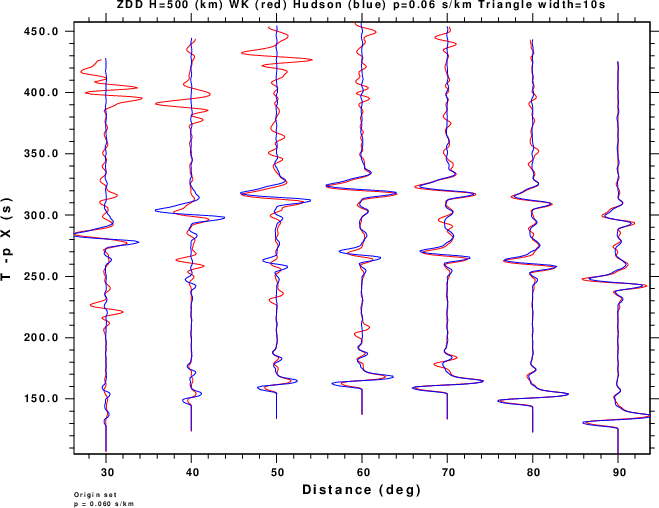 ZDD H=500 (km) WK (red) Hudson (blue) p=0.06 s/km Triangle width=10s
450.0
400.0
350.0
300.0
250.0
200.0
150.0
T -p X (s)
30 40 50 60 70 80 90
Distance (deg)
Origin set
p = 0.060 s/km